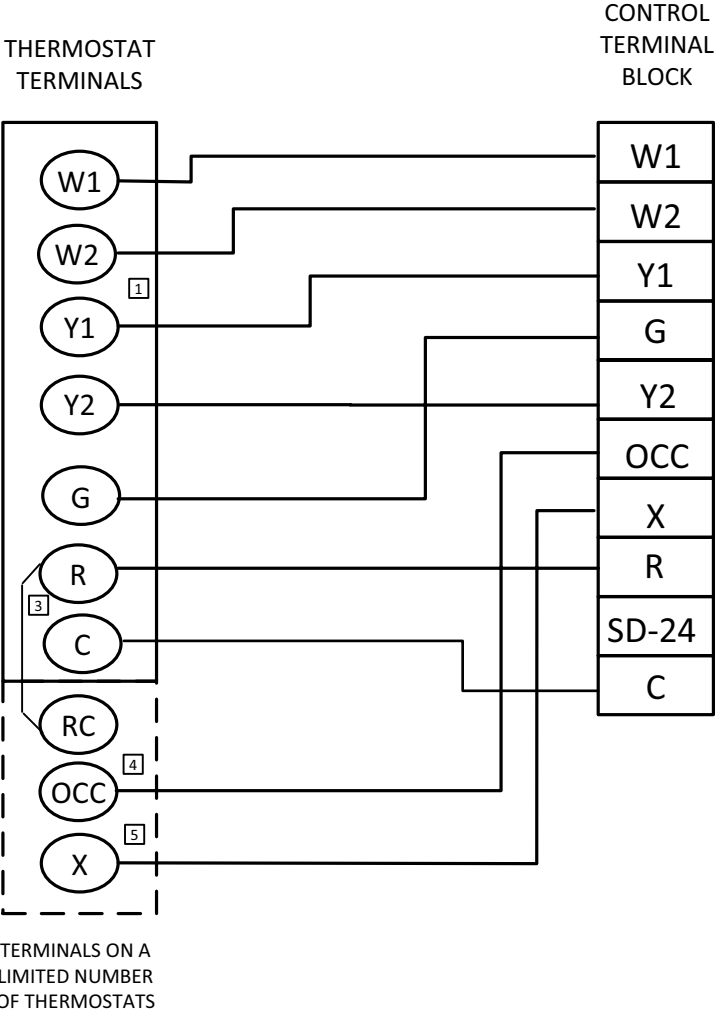 CONTROL
TERMINAL
BLOCK
THERMOSTAT
TERMINALS
W1
W2
1
Y1
Y2
G
R
3
C
RC
4
OCC
5
X
W1
W2
Y1
G
Y2
OCC
X
R
SD-24
C
TERMINALS ON A
LIMITED NUMBER
OF THERMOSTATS